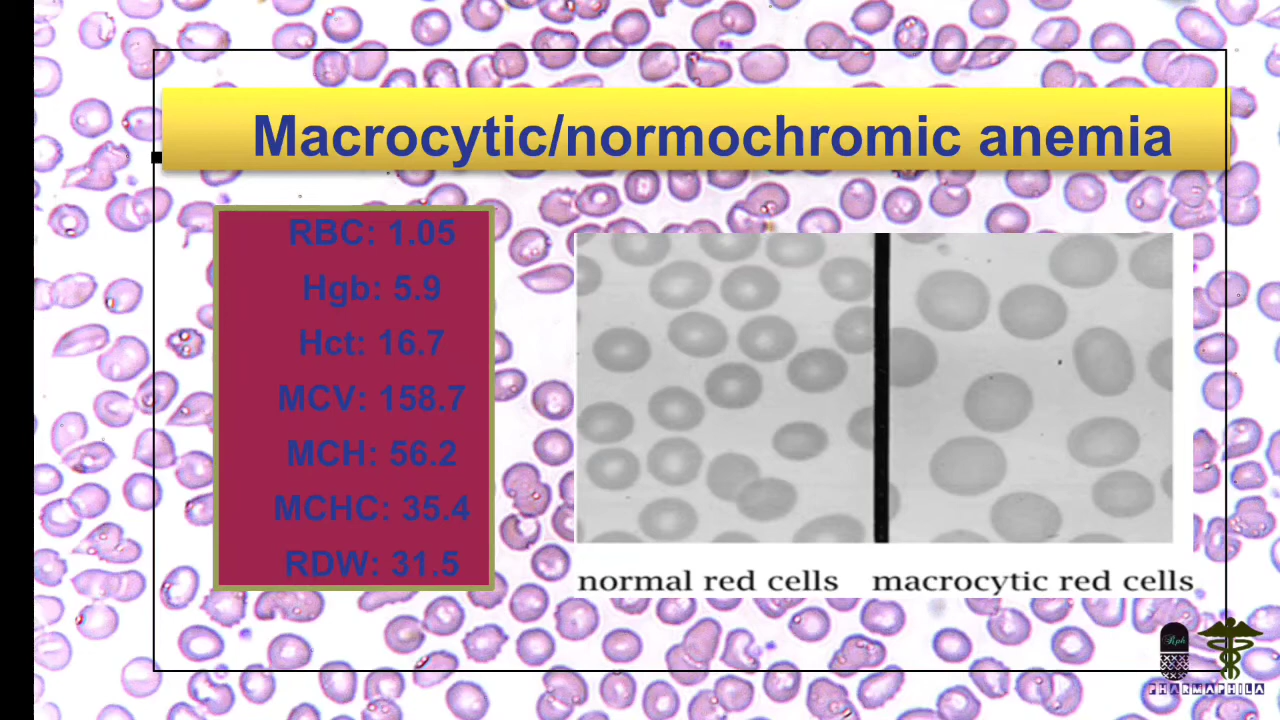 Macrocytic/normochromic anemia
RBC: 1.05
Hgb: 5.9
Hct: 16.7
MCV: 158.7
MCH: 56.2
MCHC: 35.4
RDW: 31.5
normal red cells
macrocytic red cells
Rph
PHARMAPHILA